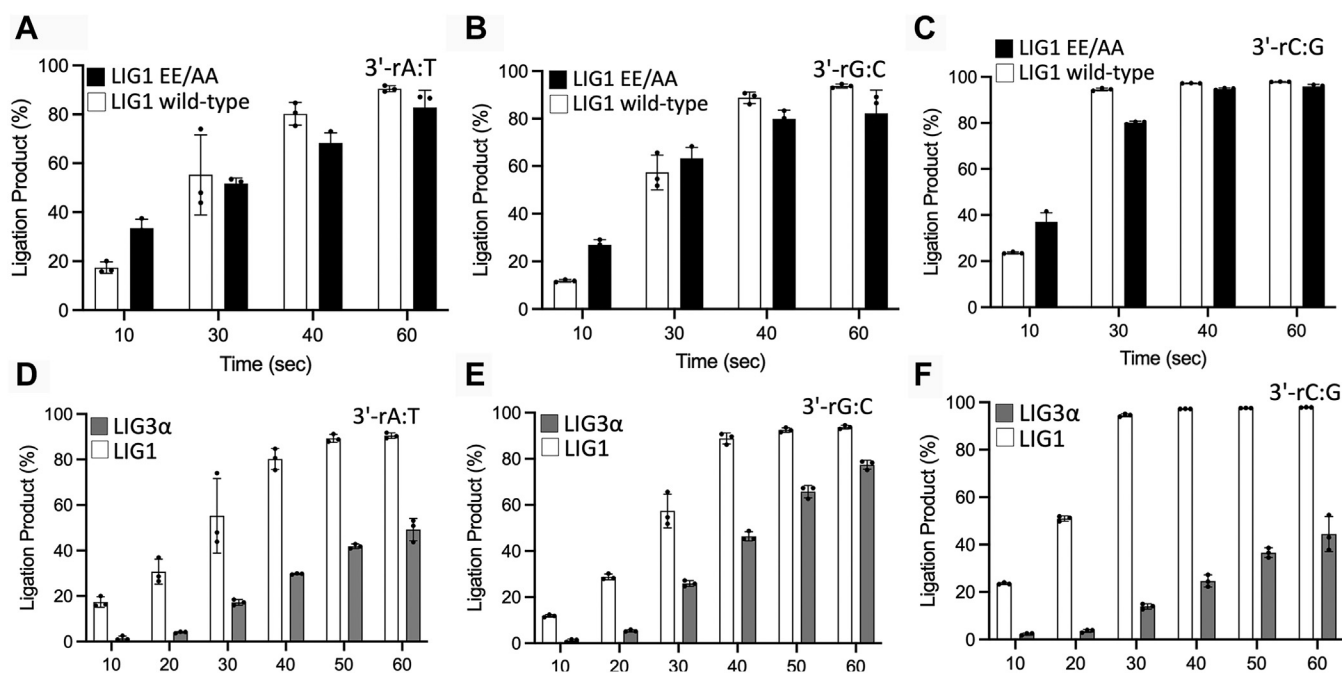 A
LIG1 EE/AA
LIG1 wild-type
3'-rA:T
Ligation Product (%)
100
80
60
40
20
0
10 30 40 60
Time (sec)
B
LIG1 EE/AA
LIG1 wild-type
3'-rG:C
Ligation Product (%)
100
80
60
40
20
0
10 30 40 60
Time (sec)
C
LIG1 EE/AA
LIG1 wild-type
3'-rC:G
Ligation Product (%)
100
80
60
40
20
0
10 30 40 60
Time (sec)
D
LIG3α
LIG1
3'-rA:T
Ligation Product (%)
100
80
60
40
20
0
10 20 30 40 50 60
E
LIG3α
LIG1
3'-rG:C
Ligation Product (%)
100
80
60
40
20
0
10 20 30 40 50 60
F
LIG3α
LIG1
3'-rC:G
Ligation Product (%)
100
80
60
40
20
0
10 20 30 40 50 60